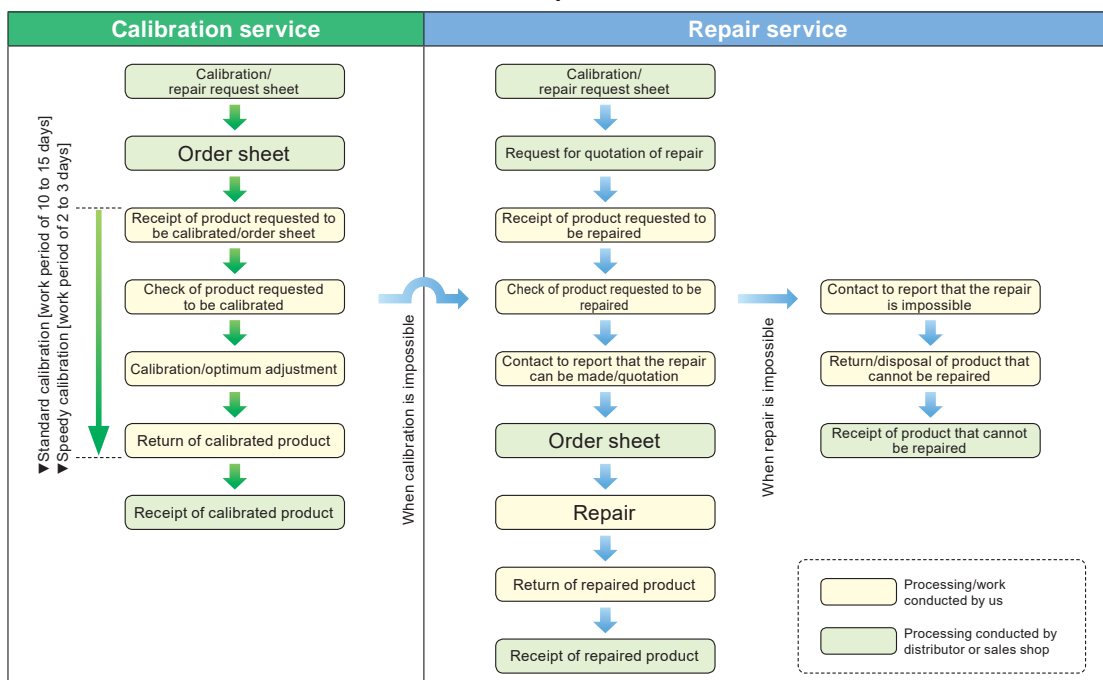 Calibration service
Repair service
▼Standard calibration [work period of 10 to 15 days]
▼Speedy calibration [work period of 2 to 3 days]
Calibration/
repair request sheet
Order sheet
Receipt of product requested to
be calibrated/order sheet
Check of product requested
to be calibrated
Calibration/optimum adjustment
Return of calibrated product
Receipt of calibrated product
When calibration is impossible
Calibration/
repair request sheet
Request for quotation of repair
Receipt of product requested to
be repaired
Check of product requested to be
repaired
Contact to report that the repair
can be made/quotation
Order sheet
Repair
Return of repaired product
Receipt of repaired product
When repair is impossible
Contact to report that the repair
is impossible
Return/disposal of product that
cannot be repaired
Receipt of product that cannot
be repaired
Processing/work
conducted by us
Processing conducted by
distributor or sales shop